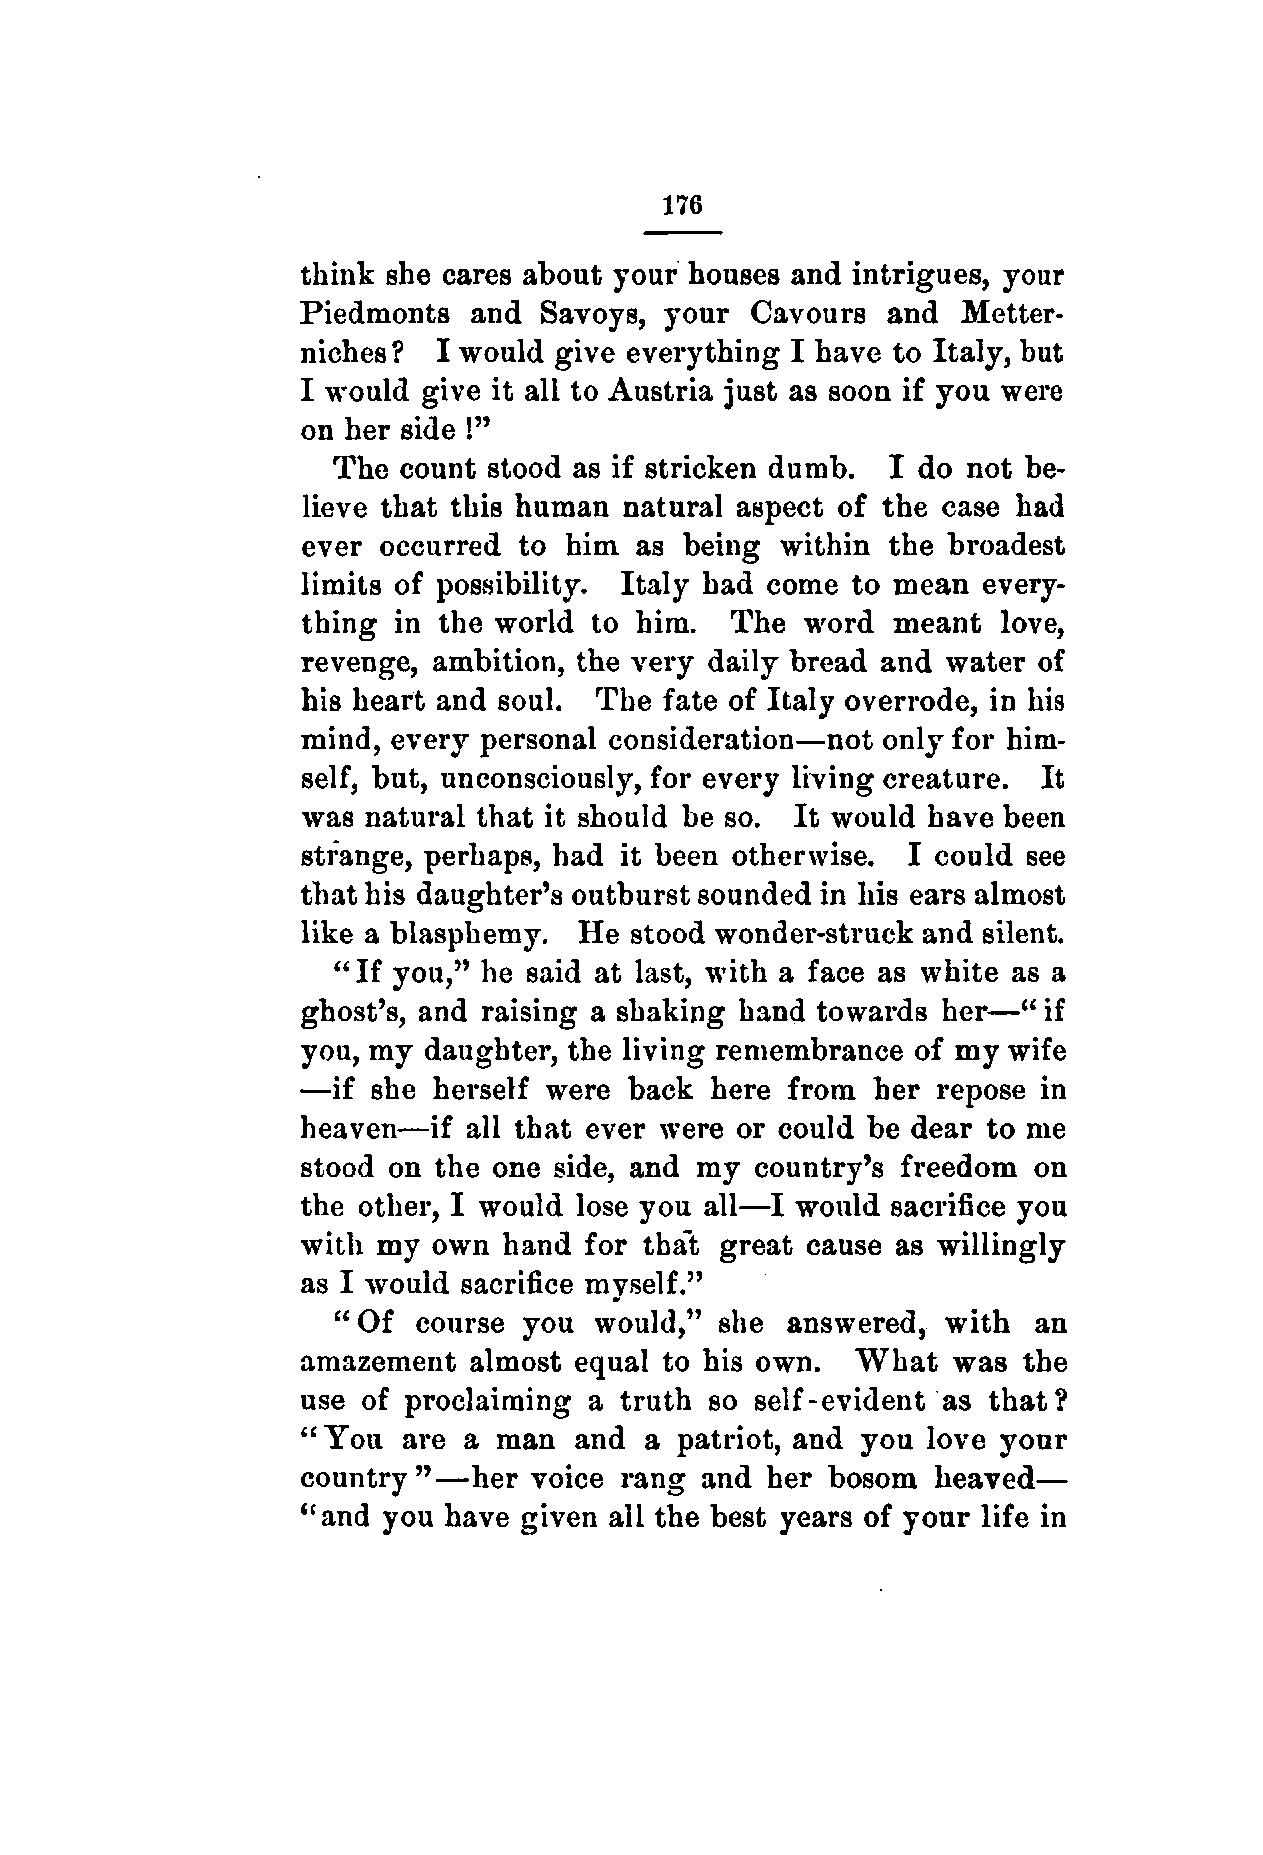 176
think she cares about your houses and intrigues, your
Piedmonts and Savoys, your Cavours and Metter-
niches? I would give everything I have to Italy, but
I would give it all to Austria just as soon if you were
on her side!”
The count stood as if stricken dumb. I do not be-
lieve that this human natural aspect of the case had
ever occurred to him as being within the broadest
limits of possibility. Italy had come to mean every-
thing in the world to him. The word meant love,
revenge, ambition, the very daily bread and water of
his heart and soul. The fate of Italy overrode, in his
mind, every personal consideration—not only for him-
self, but, unconsciously, for every living creature. It
was natural that it should be so. It would have been
strange, perhaps, had it been otherwise. I could see
that his daughter’s outburst sounded in his ears almost
like a blasphemy. He stood wonder-struck and silent.
“If you,” he said at last, with a face as white as a
ghost’s, and raising a shaking hand towards her—“if
you, my daughter, the living remembrance of my wife
—if she herself were back here from her repose in
heaven—if all that ever were or could be dear to me
stood on the one side, and my country’s freedom on
the other, I would lose you all—I would sacrifice you
with my own hand for that great cause as willingly
as I would sacrifice myself.”
“Of course you would,” she answered, with an
amazement almost equal to his own. What was the
use of proclaiming a truth so self-evident as that?
“You are a man and a patriot, and you love your
country”—her voice rang and her bosom heaved—
“and you have given all the best years of your life in